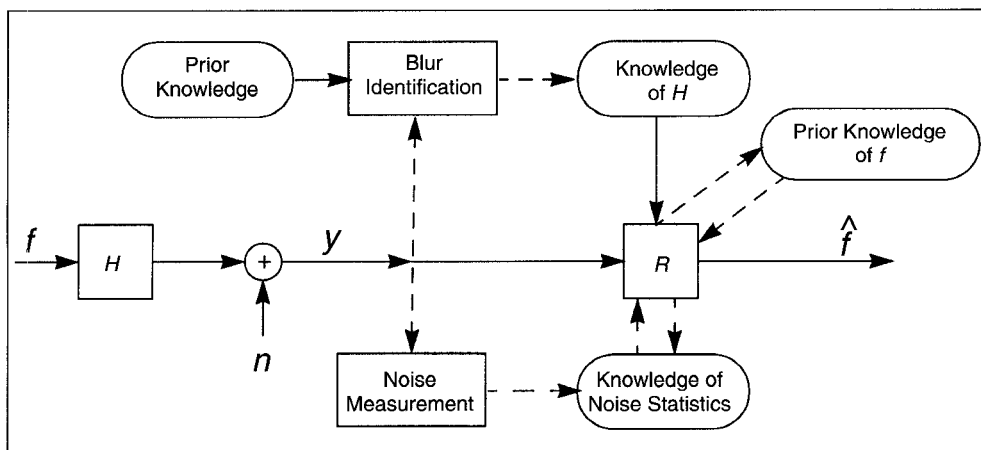 Prior
Knowledge
Blur
Identification
Knowledge
of H
Prior Knowledge
of f
f
H
+
n
y
R
f̂
Noise
Measurement
Knowledge of
Noise Statistics